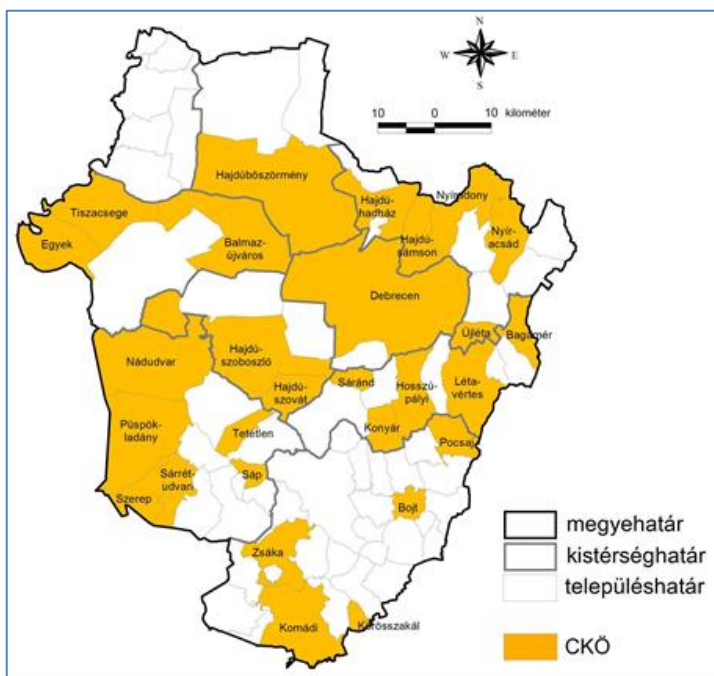 N
W E
S
10 0 10 kilométer
Hajdúböszörmény
Nyíradony
Hajdú-
hadház
Tiszacsege
Nyír-
acsád
Egyek
Balmaz-
újváros
Hajdú-
sámson
Debrecen
Újléta
Bagamér
Nádudvar
Hajdú-
szoboszló
Sáránd
Hosszú-
pályi
Léta-
vértes
Hajdú-
szovát
Püspök-
ladány
Tetétlen
Konyár
Pocsaj
Sárrét-
udvari
Sáp
Szerep
Bojt
Zsáka
Komádi
Körösszakál
megyehatár
kistérséghatár
településhatár
CKÖ